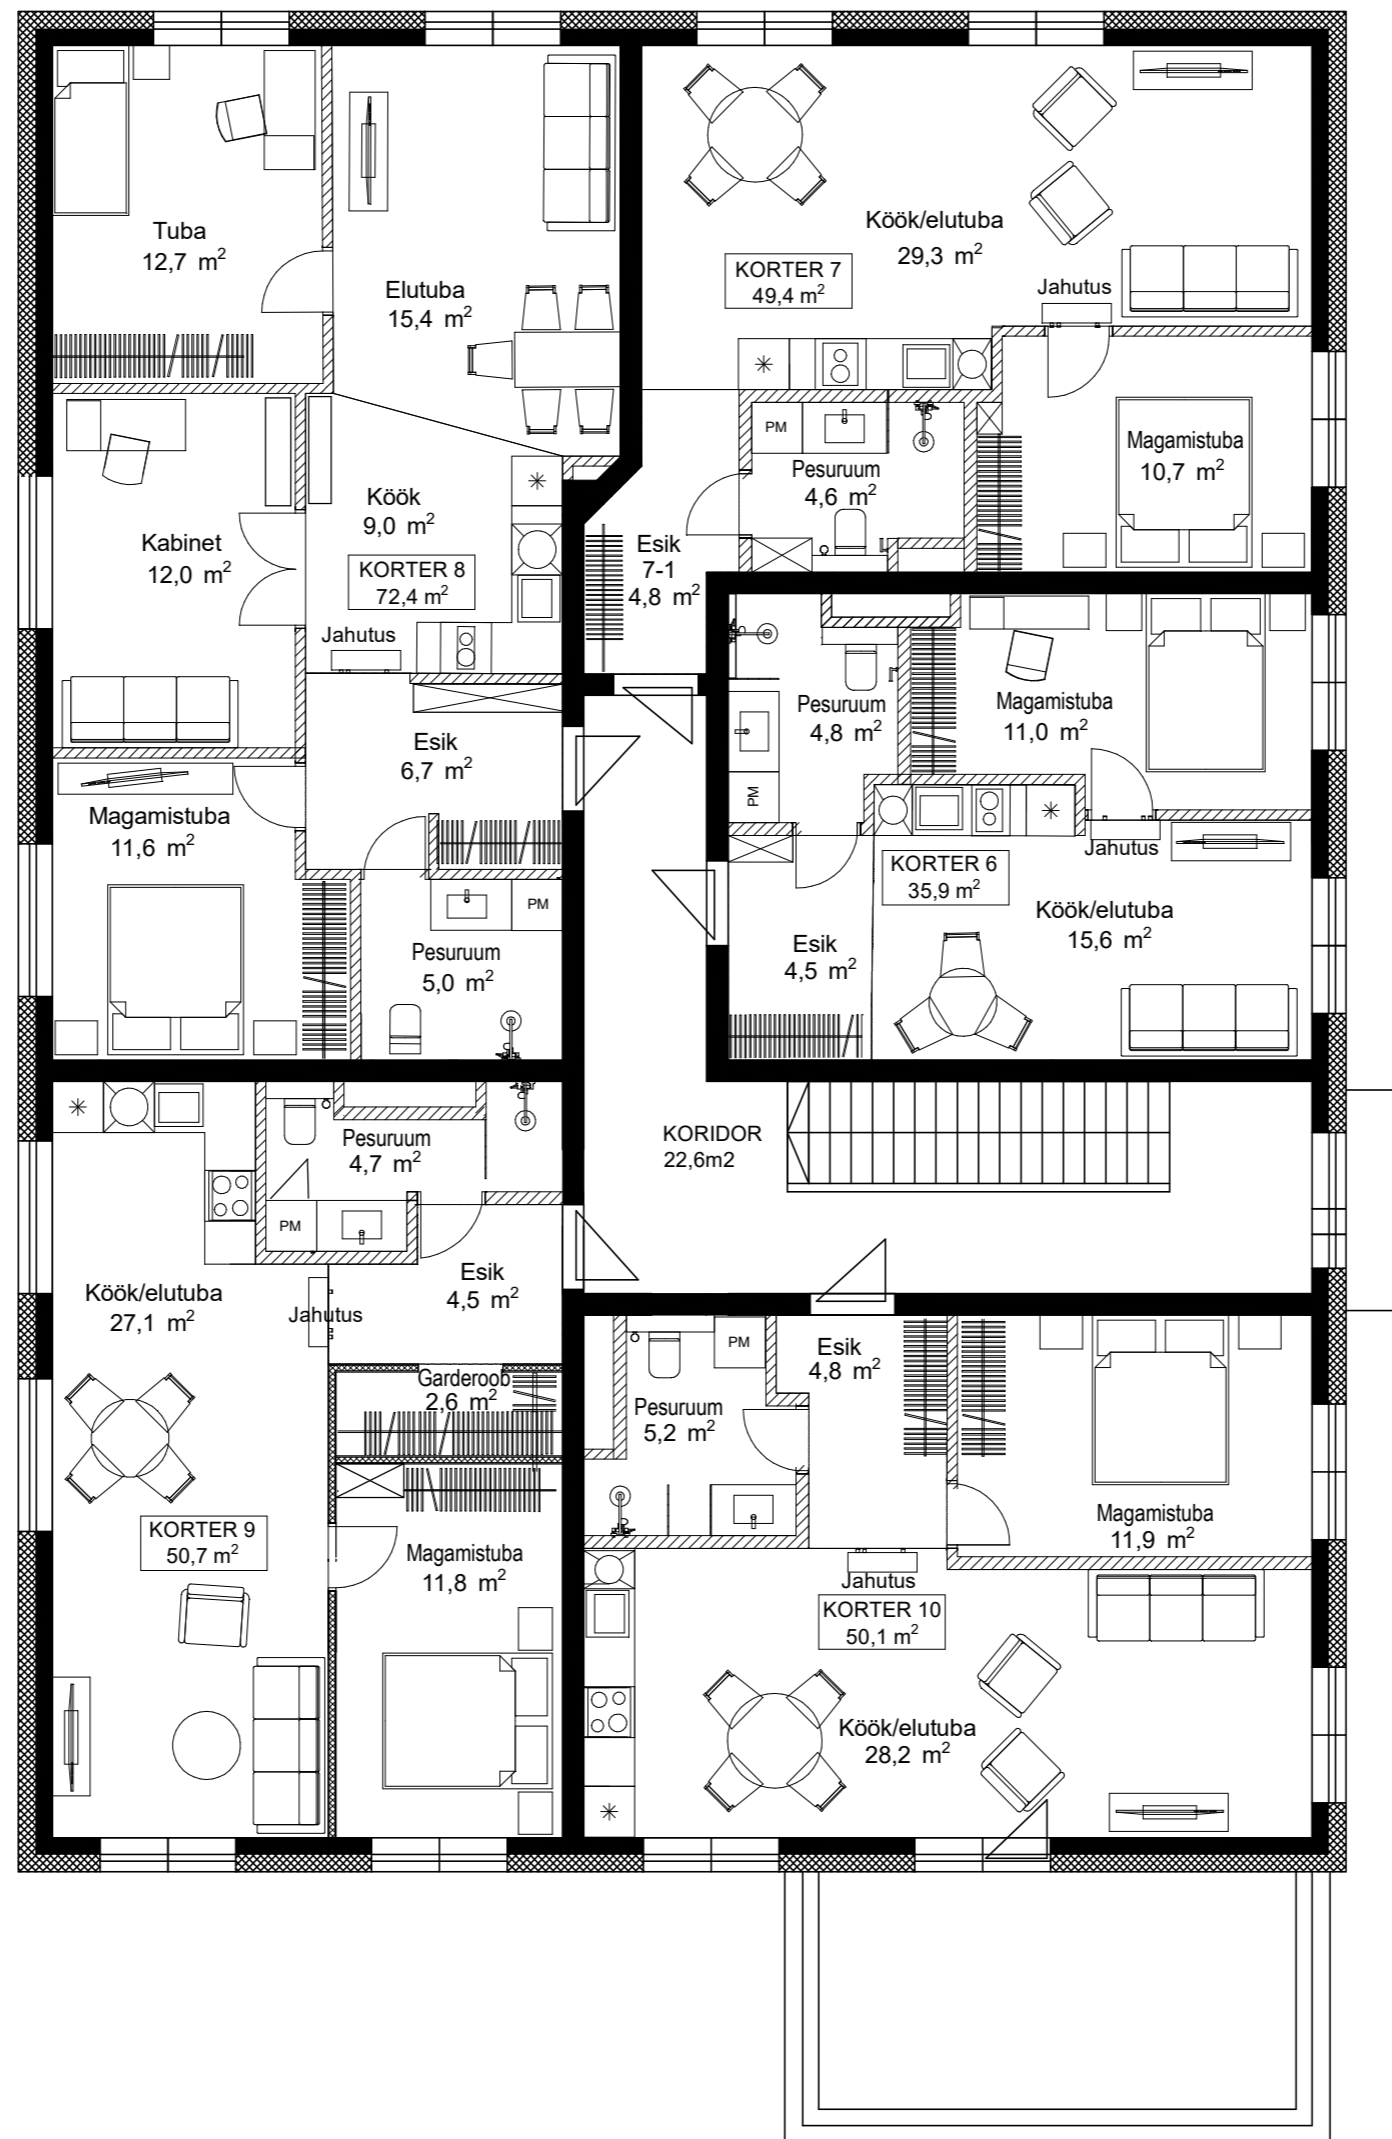 Tuba
12,7 m²
Elutuba
15,4 m²
Köök/elutuba
29,3 m²
KORTER 7
49,4 m²
Jahutus
Magamistuba
10,7 m²
PM
Pesuruum
4,6 m²
Köök
9,0 m²
Kabinet
12,0 m²
KORTER 8
72,4 m²
Jahutus
Esik
7-1
4,8 m²
Esik
6,7 m²
Pesuruum
4,8 m²
PM
Magamistuba
11,0 m²
Magamistuba
11,6 m²
Jahutus
KORTER 6
35,9 m²
Köök/elutuba
15,6 m²
Esik
4,5 m²
PM
Pesuruum
5,0 m²
KORIDOR
22,6m2
Pesuruum
4,7 m²
PM
Köök/elutuba
27,1 m²
Jahutus
Esik
4,5 m²
Garderoob
2,6 m²
PM
Esik
4,8 m²
Pesuruum
5,2 m²
Magamistuba
11,9 m²
KORTER 9
50,7 m²
Magamistuba
11,8 m²
Jahutus
KORTER 10
50,1 m²
Köök/elutuba
28,2 m²